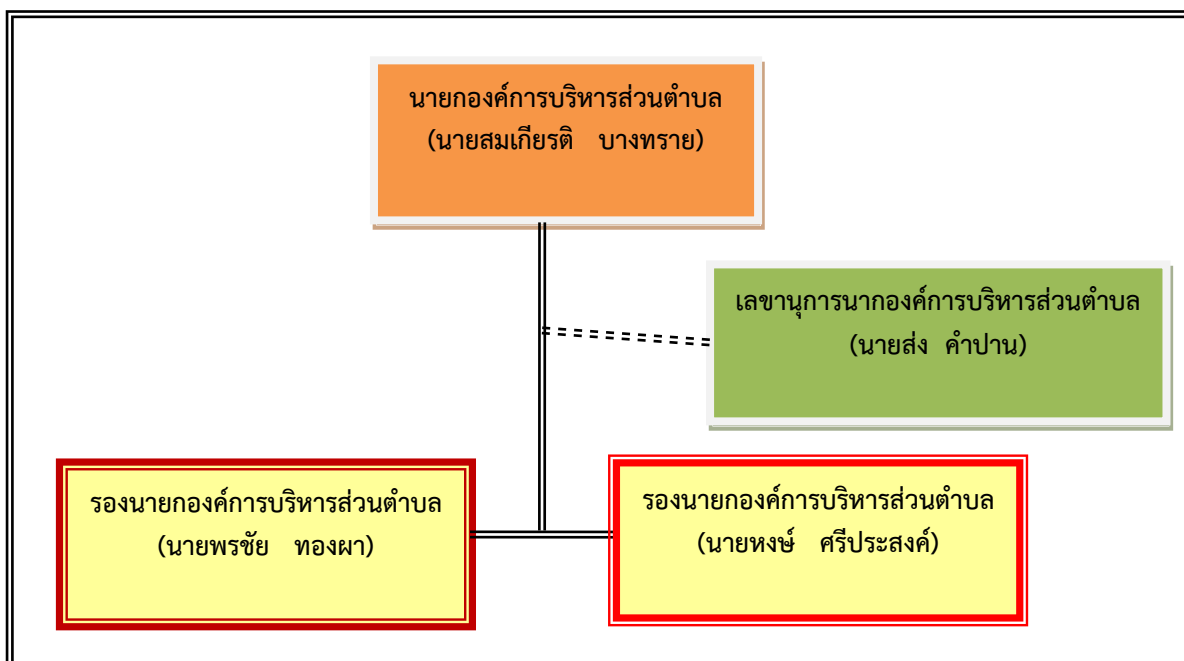 นายกองค์การบริหารส่วนตำบล
(นายสมเกียรติ บางทราย)
เลขานุการนากองค์การบริหารส่วนตำบล
(นายส่ง คำปาน)
รองนายกองค์การบริหารส่วนตำบล
(นายพรชัย ทองผา)
รองนายกองค์การบริหารส่วนตำบล
(นายหงษ์ ศรีประสงค์)